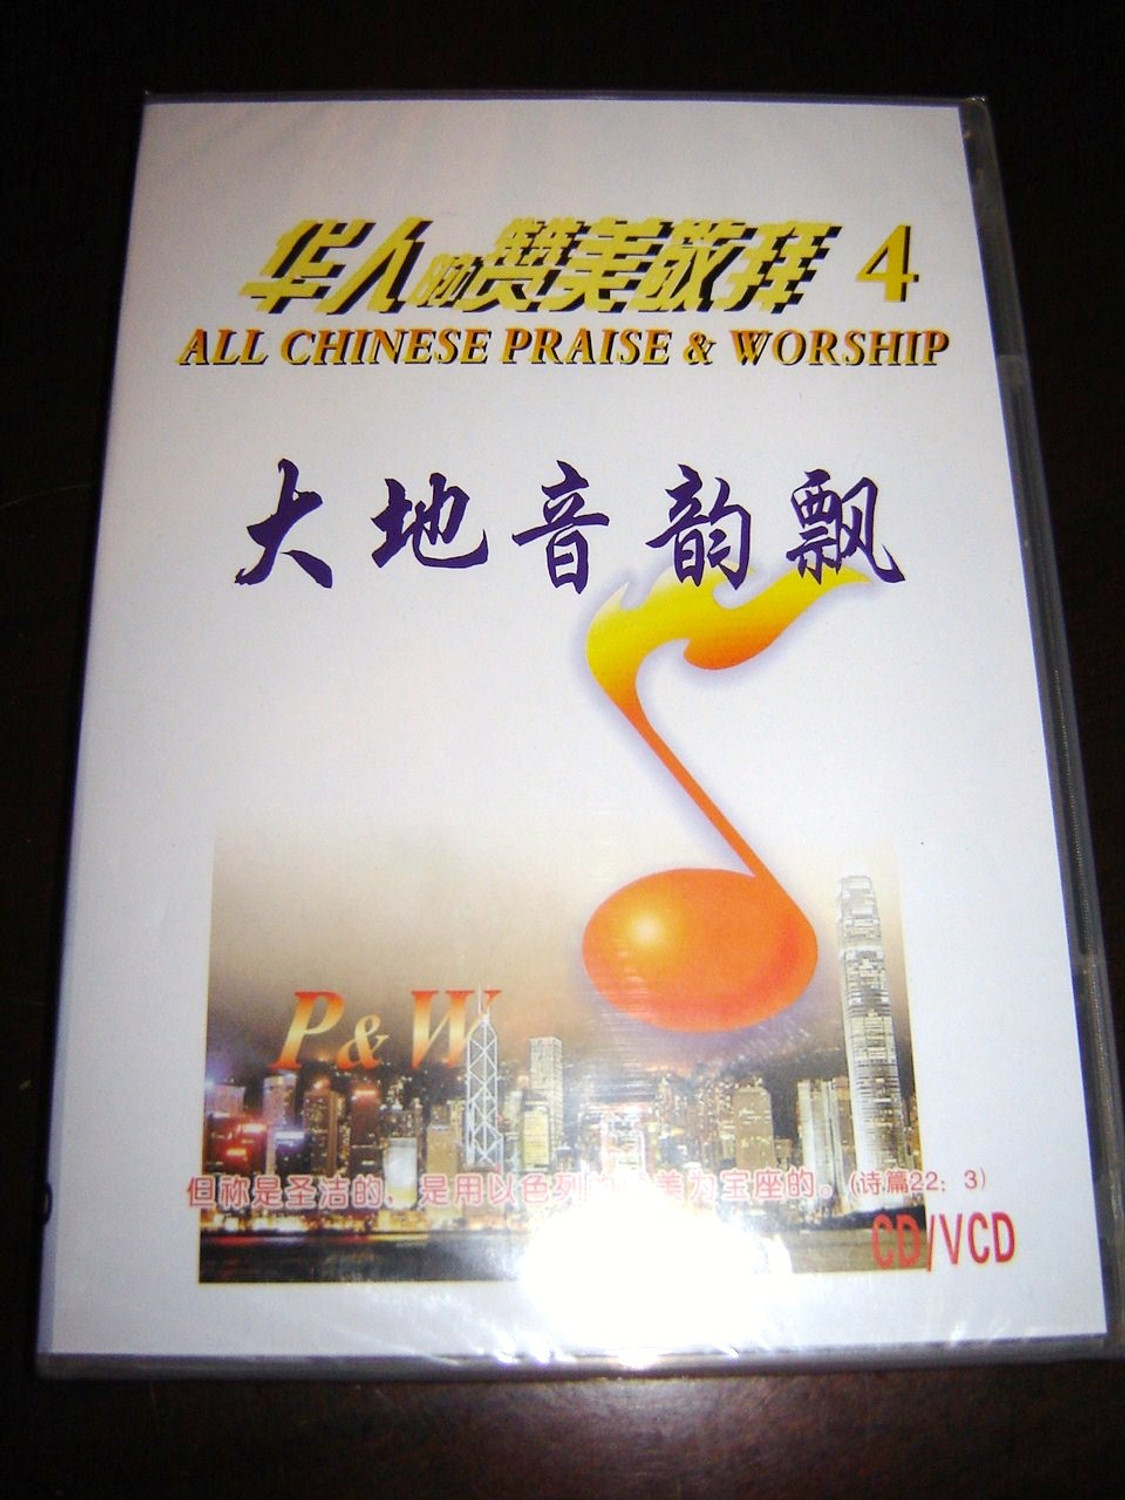 华人的赞美敬拜 4
ALL CHINESE PRAISE & WORSHIP
大地音韵飘
P & W
但祢是圣洁的，是用以色列的 美为宝座的。(诗篇22：3)
CD/VCD